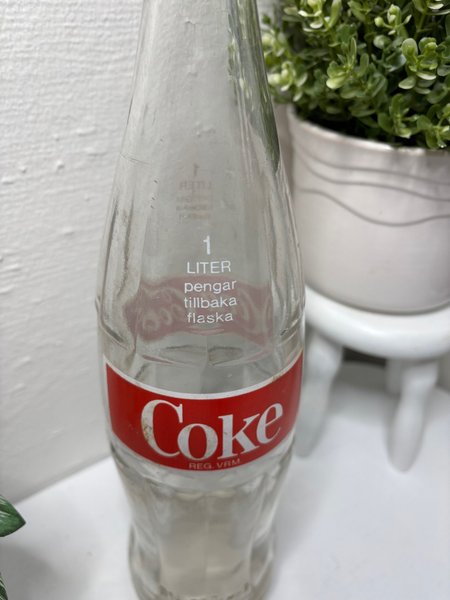 1
LITER
pengar
tillbaka
flaska
Coke
REG. VRM